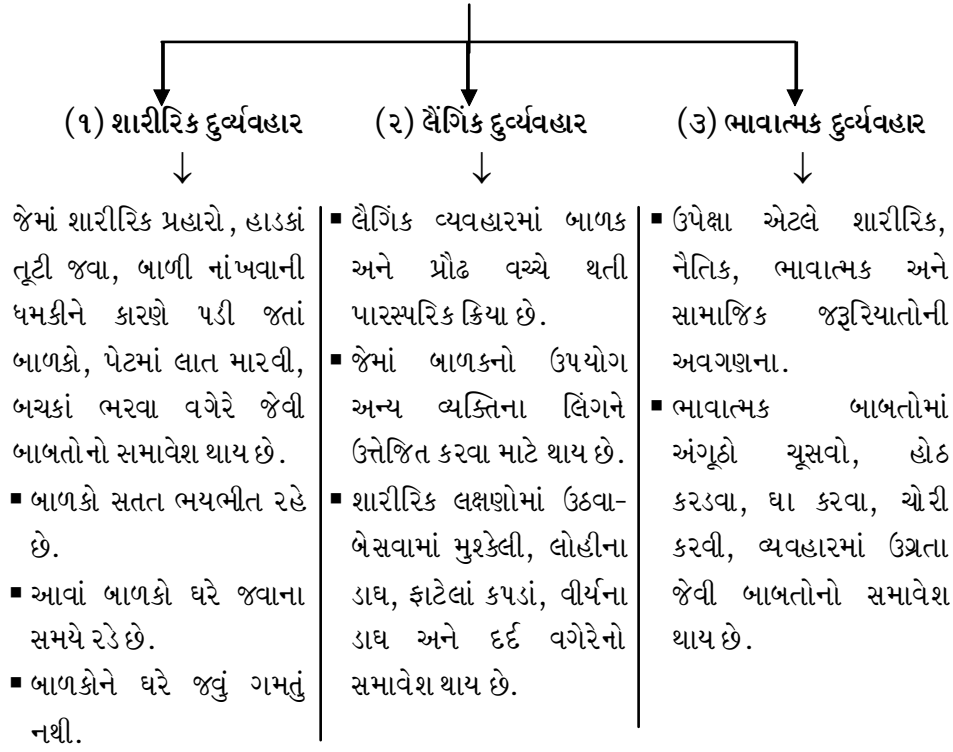 (૧) શારીરિક દુર્વ્યવહાર
જેમાં શારીરિક પ્રહારો, હાડકાં
તૂટી જવા, બાળી નાંખવાની
ધમકીને કારણે પડી જતાં
બાળકો, પેટમાં લાત મારવી,
બચકાં ભરવા વગેરે જેવી
બાબતોનો સમાવેશ થાય છે.
▪ બાળકો સતત ભયભીત રહે
છે.
▪ આવાં બાળકો ઘરે જવાના
સમયે રડે છે.
▪ બાળકોને ઘરે જવું ગમતું
નથી.
(૨) લૈંગિક દુર્વ્યવહાર
▪ લૈગિંક વ્યવહારમાં બાળક
અને પ્રૌઢ વચ્ચે થતી
પારસ્પરિક ક્રિયા છે.
▪ જેમાં બાળકનો ઉપયોગ
અન્ય વ્યક્તિના લિંગને
ઉત્તેજિત કરવા માટે થાય છે.
▪ શારીરિક લક્ષણોમાં ઉઠવા-
બેસવામાં મુશ્કેલી, લોહીના
ડાઘ, ફાટેલાં કપડાં, વીર્યના
ડાઘ અને દર્દ વગેરેનો
સમાવેશ થાય છે.
(૩) ભાવાત્મક દુર્વ્યવહાર
▪ ઉપેક્ષા એટલે શારીરિક,
નૈતિક, ભાવાત્મક અને
સામાજિક જરૂરિયાતોની
અવગણના.
▪ ભાવાત્મક બાબતોમાં
અંગૂઠો ચૂસવો, હોઠ
કરડવા, ઘા કરવા, ચોરી
કરવી, વ્યવહારમાં ઉગ્રતા
જેવી બાબતોનો સમાવેશ
થાય છે.